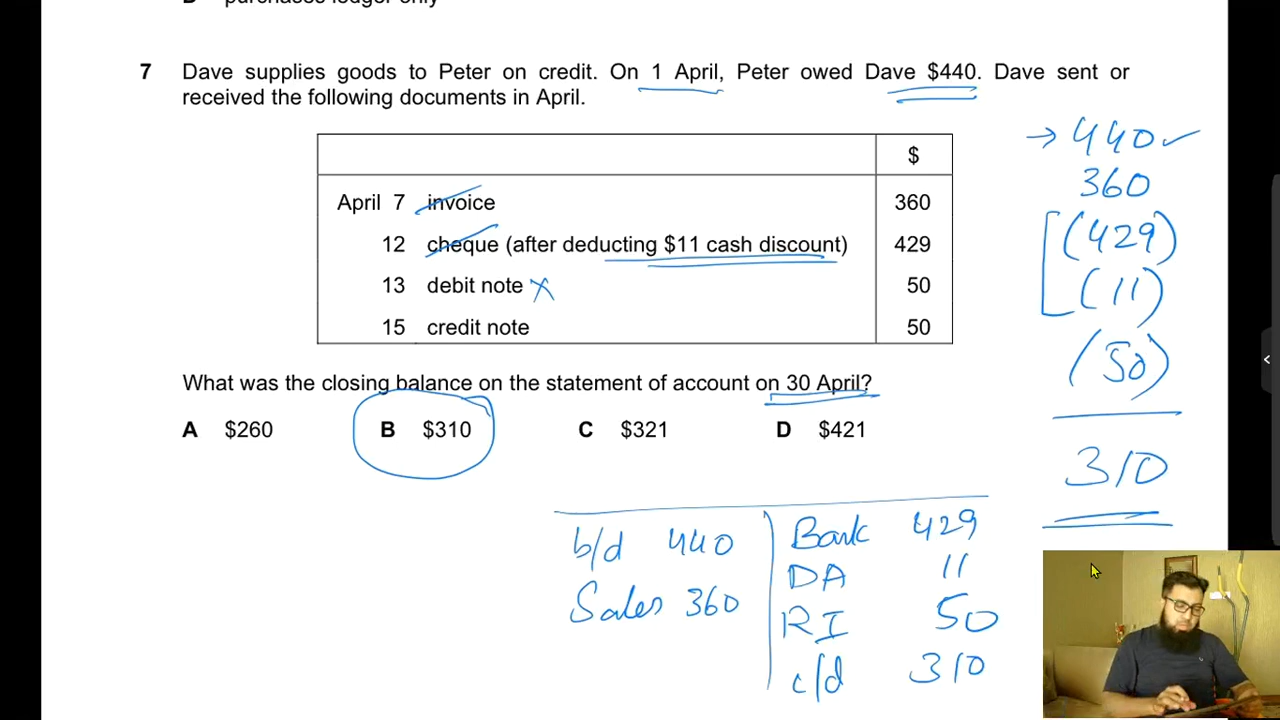 D purchases ledger only
7 Dave supplies goods to Peter on credit. On 1 April, Peter owed Dave $440. Dave sent or
received the following documents in April.
$
April 7 invoice 360
12 cheque (after deducting $11 cash discount) 429
13 debit note 50
15 credit note 50
What was the closing balance on the statement of account on 30 April?
A $260 B $310 C $321 D $421
→ 440 ✓
360
(429)
(11)
(50)
310
b/d 440
Sales 360
Bank 429
DA 11
RI 50
c/d 310